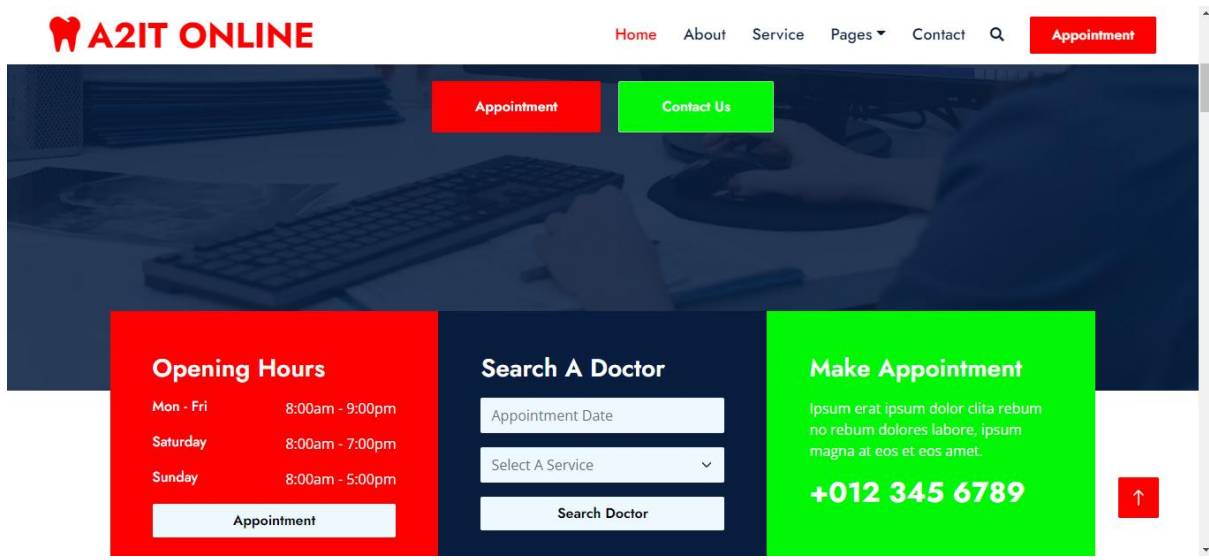 A2IT ONLINE
Home About Service Pages Contact Appointment
Appointment Contact Us
Opening Hours
Mon - Fri 8:00am - 9:00pm
Saturday 8:00am - 7:00pm
Sunday 8:00am - 5:00pm
Appointment
Search A Doctor
Appointment Date
Select A Service
Search Doctor
Make Appointment
Ipsum erat ipsum dolor clita rebum
no rebum dolores labore, ipsum
magna at eos et eos amet.
+012 345 6789